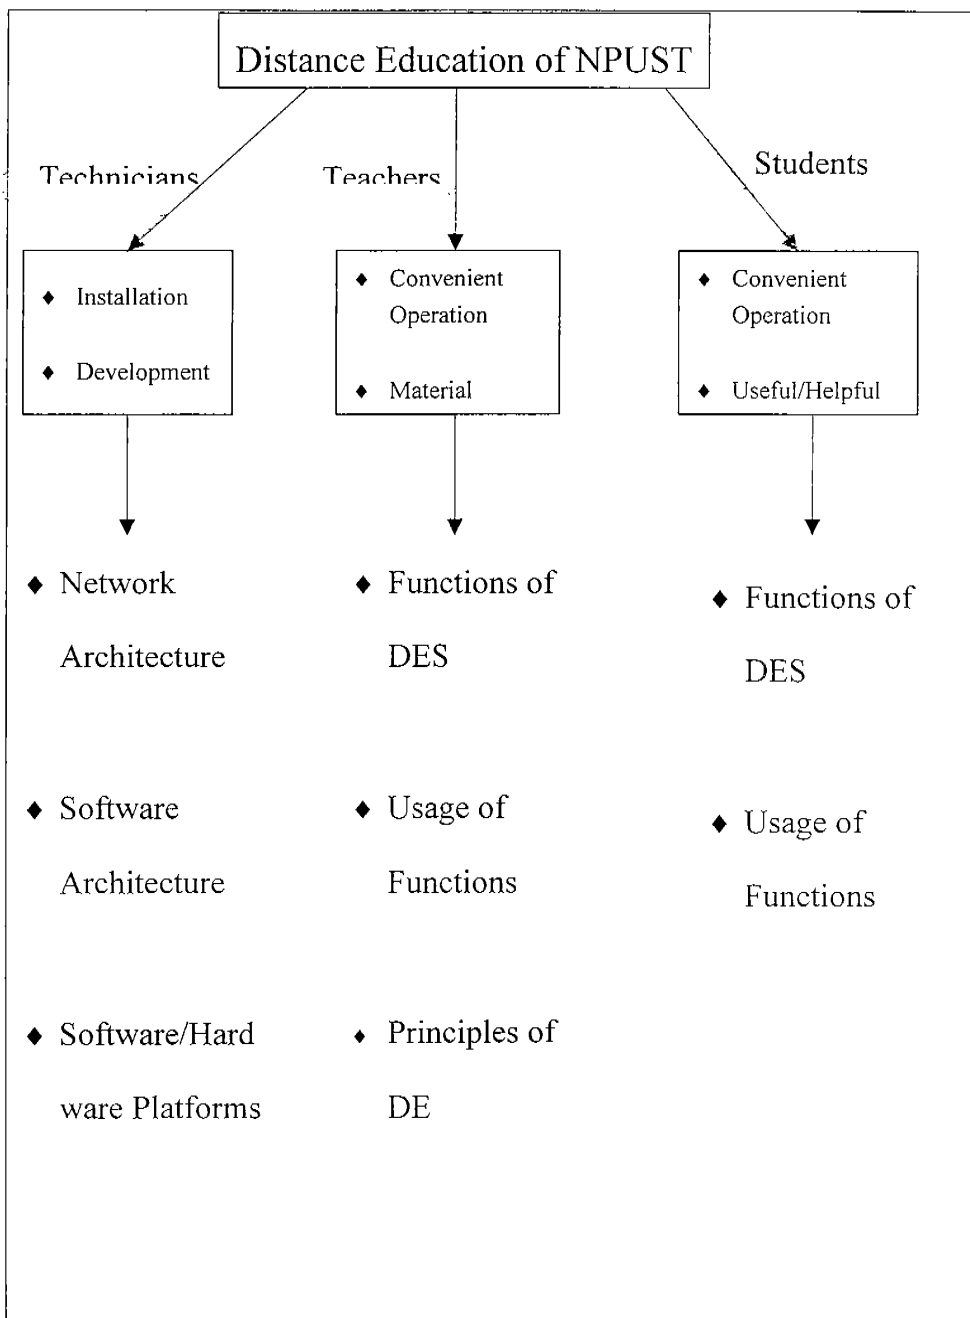 Distance Education of NPUST
Technicians
Teachers
Students
♦ Installation
♦ Development
♦ Convenient
Operation
♦ Material
♦ Convenient
Operation
♦ Useful/Helpful
♦ Network
Architecture
♦ Software
Architecture
♦ Software/Hard
ware Platforms
♦ Functions of
DES
♦ Usage of
Functions
♦ Principles of
DE
♦ Functions of
DES
♦ Usage of
Functions